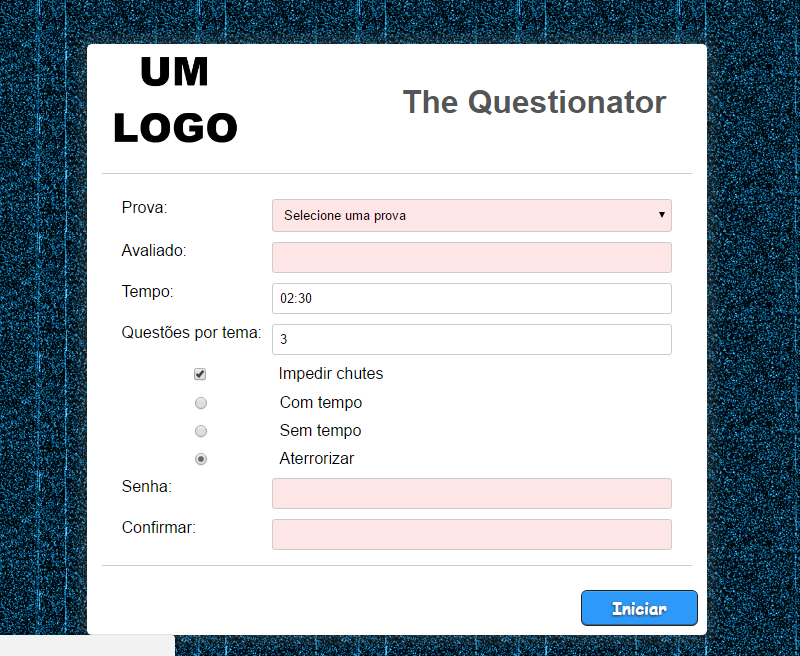 UM
LOGO
The Questionator
Prova:
Selecione uma prova
Avaliado:
Tempo:
02:30
Questões por tema:
3
Impedir chutes
Com tempo
Sem tempo
Aterrorizar
Senha:
Confirmar:
Iniciar